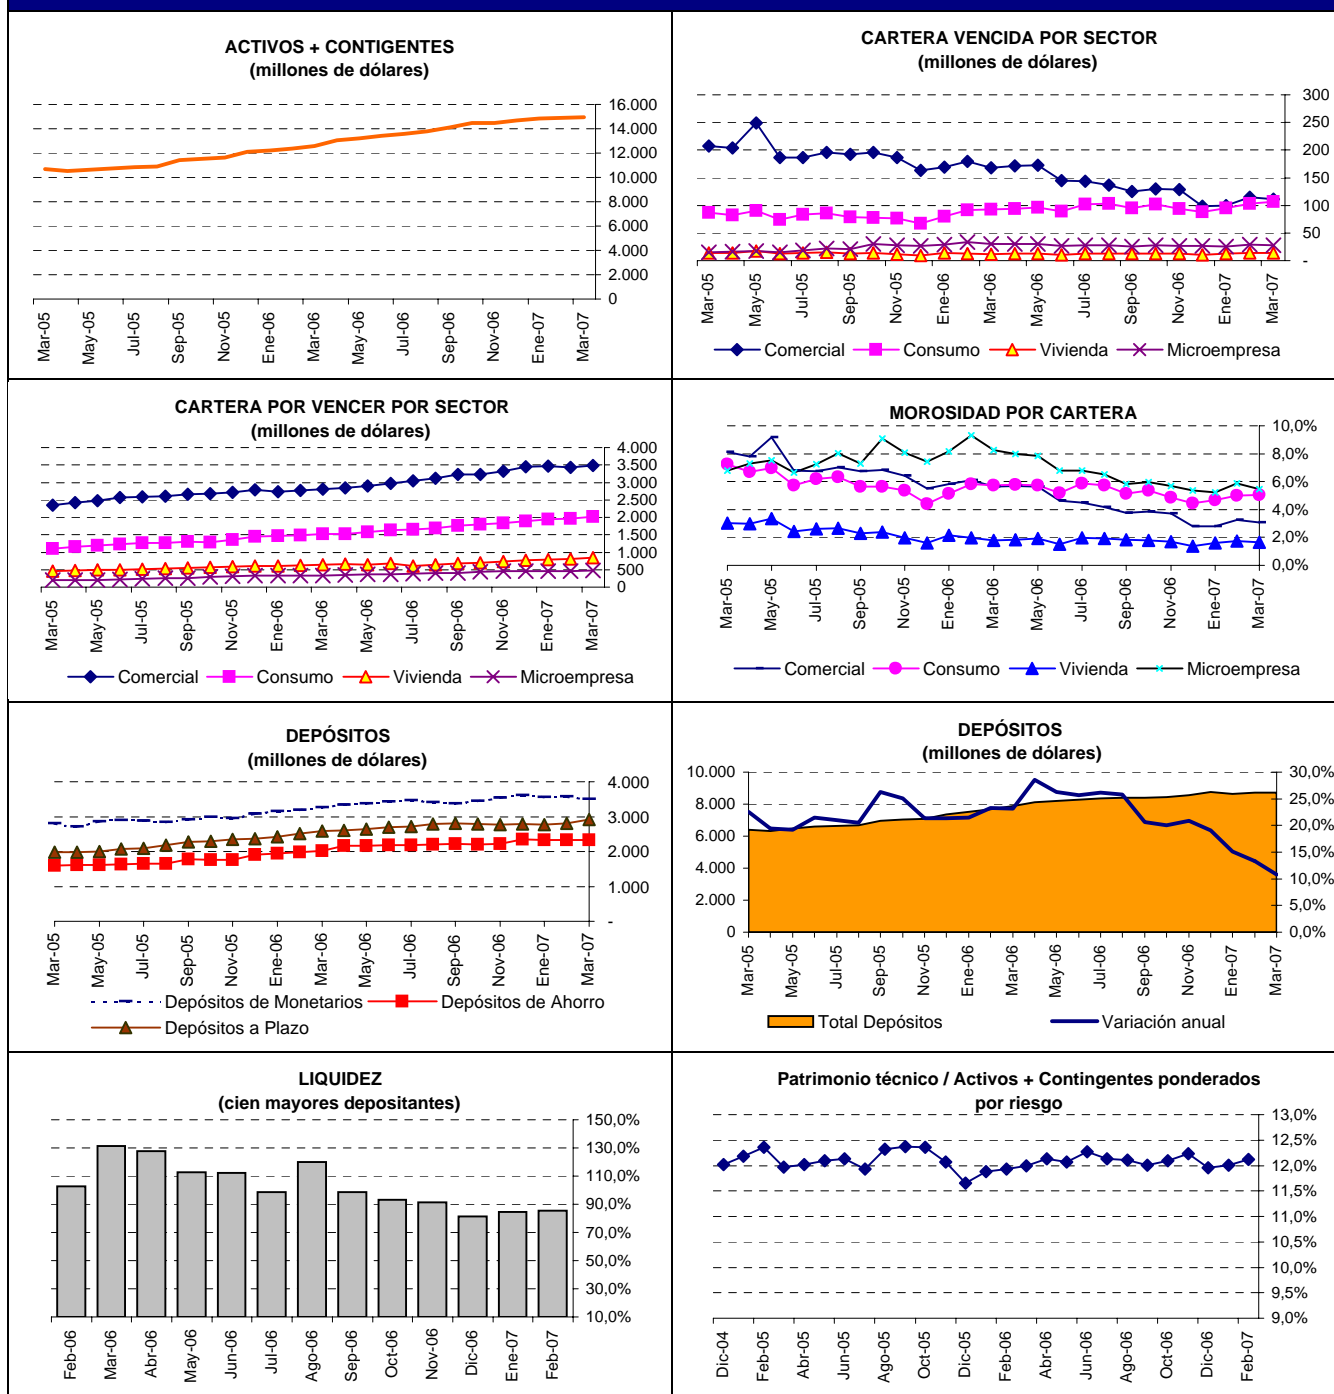 ACTIVOS + CONTIGENTES
(millones de dólares)
16.000
14.000
12.000
10.000
8.000
6.000
4.000
2.000
0
Mar-05
May-05
Jul-05
Sep-05
Nov-05
Ene-06
Mar-06
May-06
Jul-06
Sep-06
Nov-06
Ene-07
Mar-07
CARTERA VENCIDA POR SECTOR
(millones de dólares)
300
250
200
150
100
50
-
Mar-05
May-05
Jul-05
Sep-05
Nov-05
Ene-06
Mar-06
May-06
Jul-06
Sep-06
Nov-06
Ene-07
Mar-07
Comercial
Consumo
Vivienda
Microempresa
CARTERA POR VENCER POR SECTOR
(millones de dólares)
4.000
3.500
3.000
2.500
2.000
1.500
1.000
500
0
Mar-05
May-05
Jul-05
Sep-05
Nov-05
Ene-06
Mar-06
May-06
Jul-06
Sep-06
Nov-06
Ene-07
Mar-07
Comercial
Consumo
Vivienda
Microempresa
MOROSIDAD POR CARTERA
10,0%
8,0%
6,0%
4,0%
2,0%
0,0%
Mar-05
May-05
Jul-05
Sep-05
Nov-05
Ene-06
Mar-06
May-06
Jul-06
Sep-06
Nov-06
Ene-07
Mar-07
Comercial
Consumo
Vivienda
Microempresa
DEPÓSITOS
(millones de dólares)
4.000
3.000
2.000
1.000
-
Mar-05
May-05
Jul-05
Sep-05
Nov-05
Ene-06
Mar-06
May-06
Jul-06
Sep-06
Nov-06
Ene-07
Mar-07
Depósitos de Monetarios
Depósitos de Ahorro
Depósitos a Plazo
DEPÓSITOS
(millones de dólares)
10.000
8.000
6.000
4.000
2.000
0
30,0%
25,0%
20,0%
15,0%
10,0%
5,0%
0,0%
Mar-05
May-05
Jul-05
Sep-05
Nov-05
Ene-06
Mar-06
May-06
Jul-06
Sep-06
Nov-06
Ene-07
Mar-07
Total Depósitos
Variación anual
LIQUIDEZ
(cien mayores depositantes)
150,0%
130,0%
110,0%
90,0%
70,0%
50,0%
30,0%
10,0%
Feb-06
Mar-06
Abr-06
May-06
Jun-06
Jul-06
Ago-06
Sep-06
Oct-06
Nov-06
Dic-06
Ene-07
Feb-07
Patrimonio técnico / Activos + Contingentes ponderados
por riesgo
13,0%
12,5%
12,0%
11,5%
11,0%
10,5%
10,0%
9,5%
9,0%
Dic-04
Feb-05
Abr-05
Jun-05
Ago-05
Oct-05
Dic-05
Feb-06
Abr-06
Jun-06
Ago-06
Oct-06
Dic-06
Feb-07